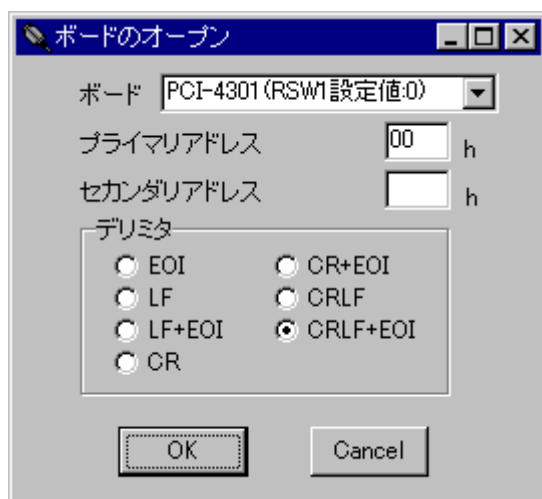 ボードのオープン
ボード PCI-4301(RSW1設定値:0)
プライマリアドレス 00 h
セカンダリアドレス h
デリミタ
EOI CR+EOI
LF CRLF
LF+EOI CRLF+EOI
CR
OK Cancel